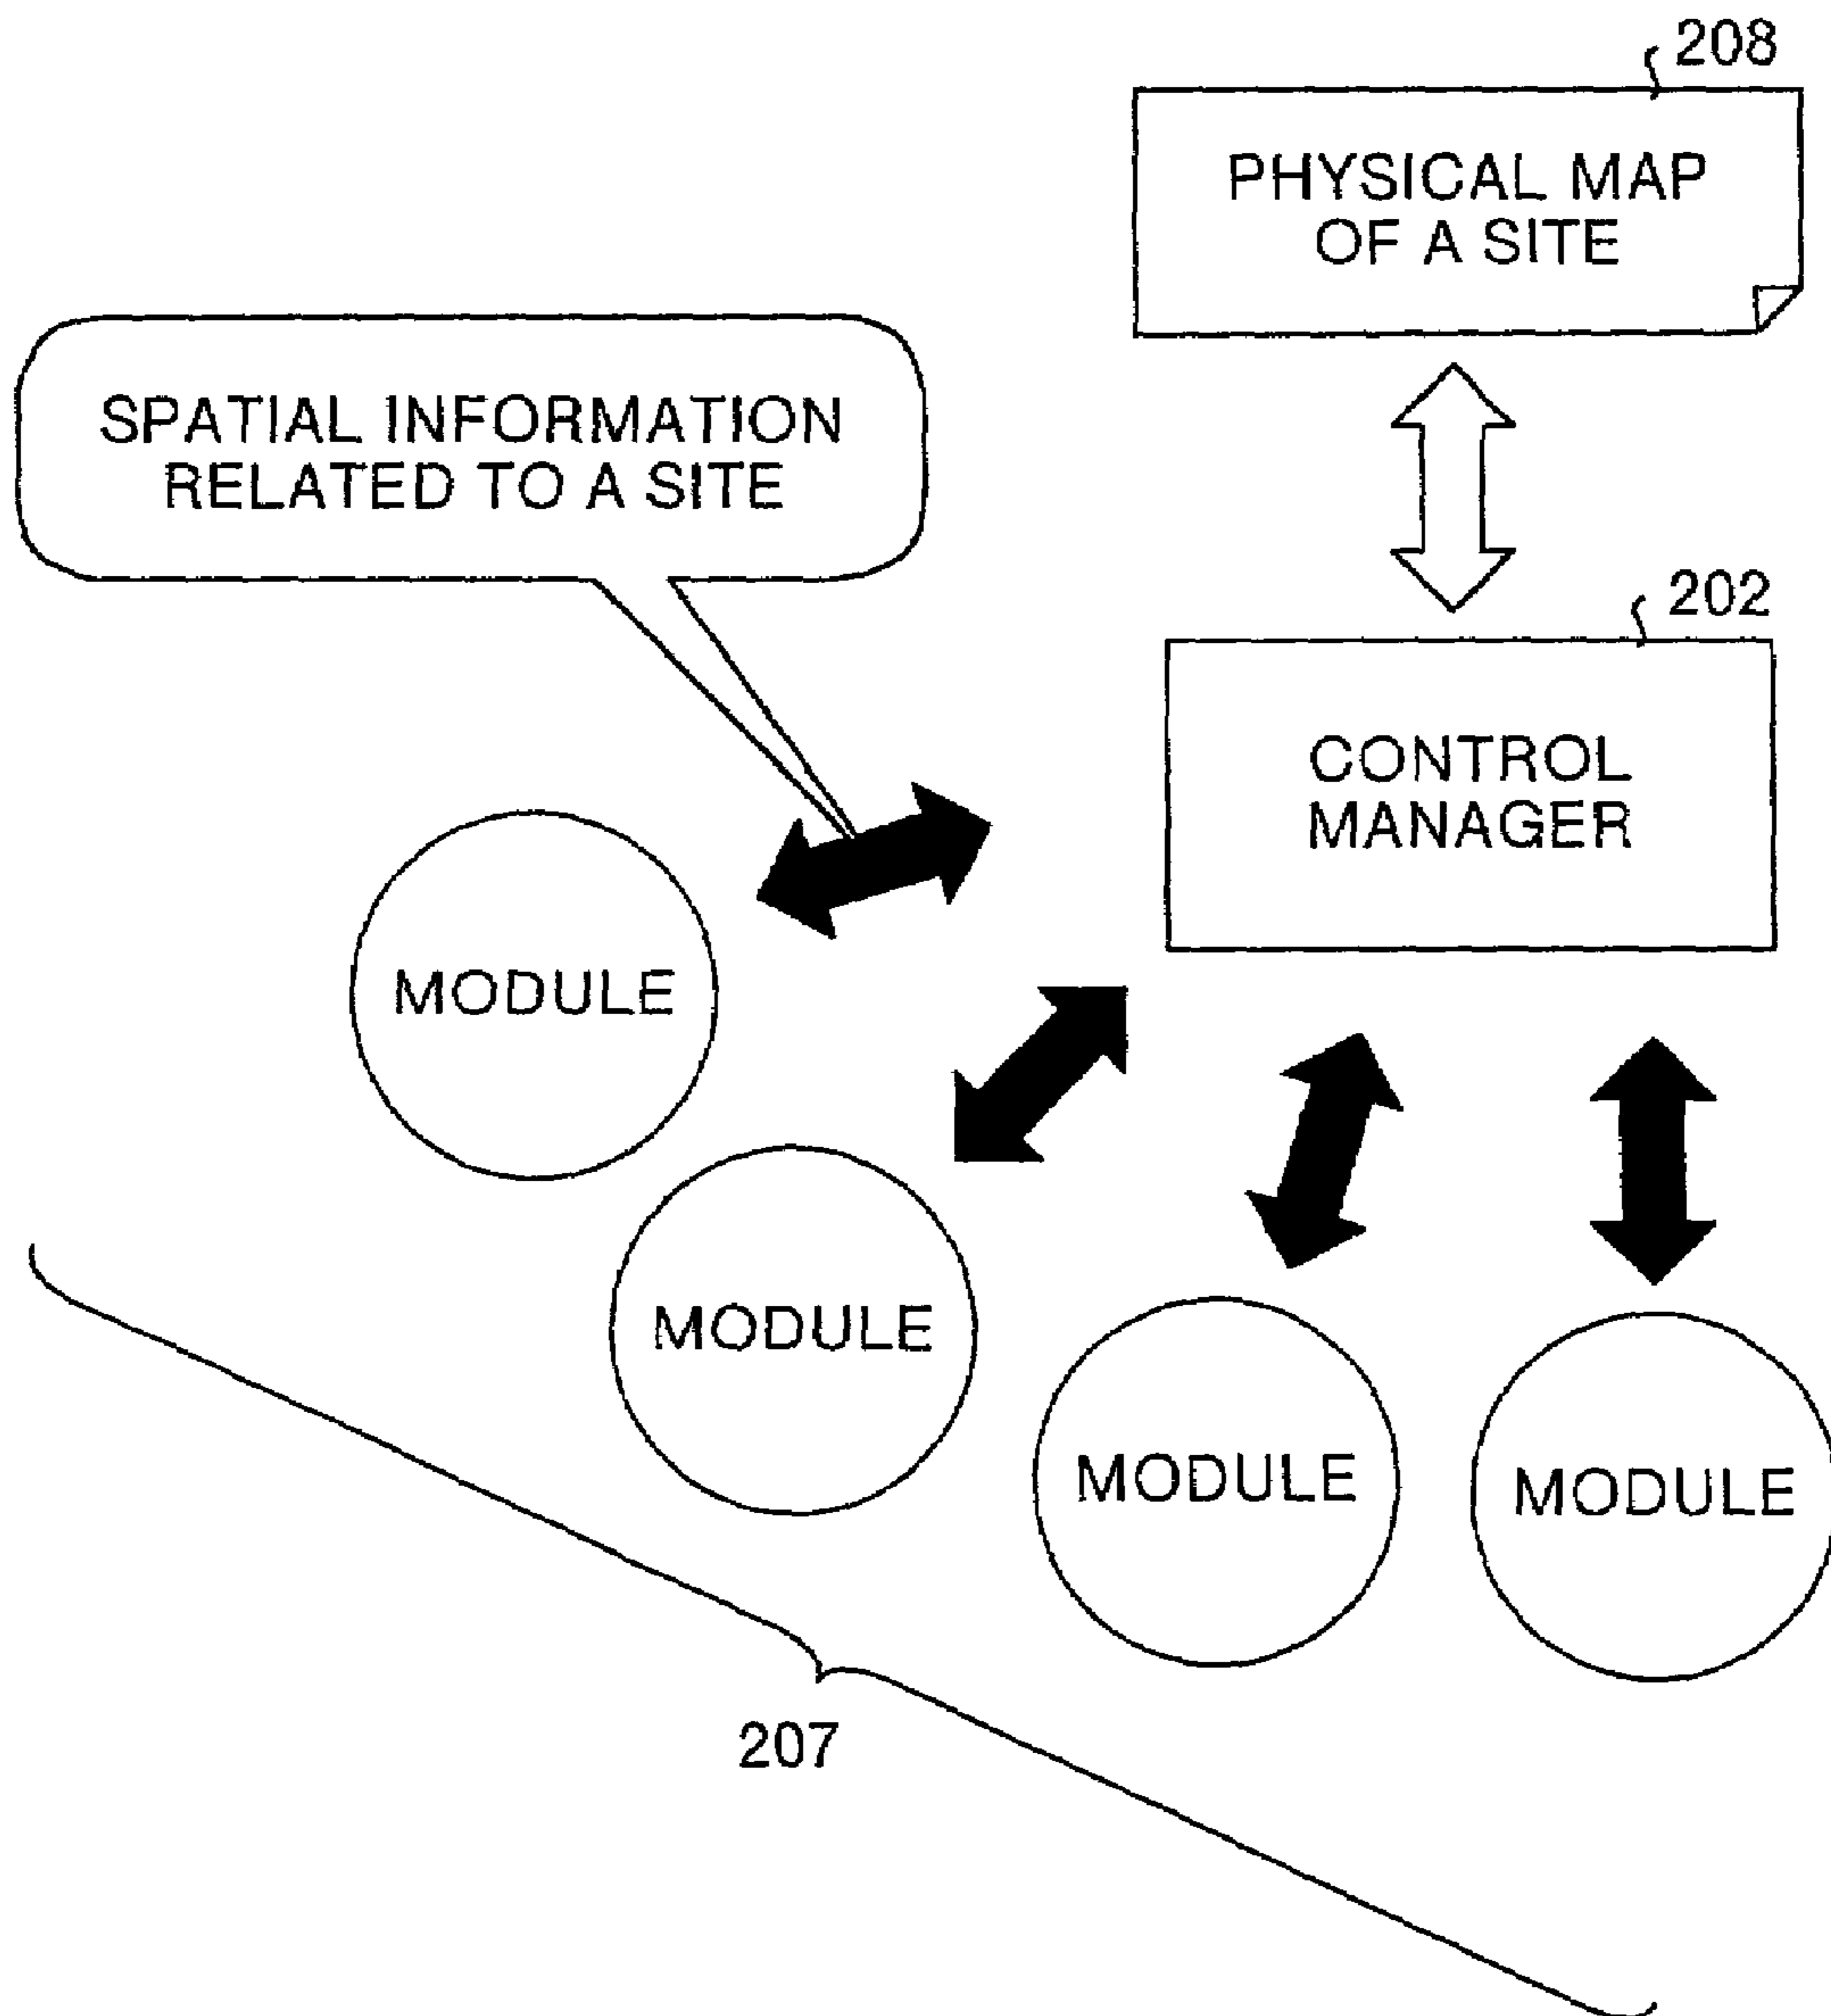 208
PHYSICAL MAP
OF A SITE
SPATIAL INFORMATION
RELATED TO A SITE
202
CONTROL
MANAGER
MODULE
MODULE
MODULE
MODULE
207